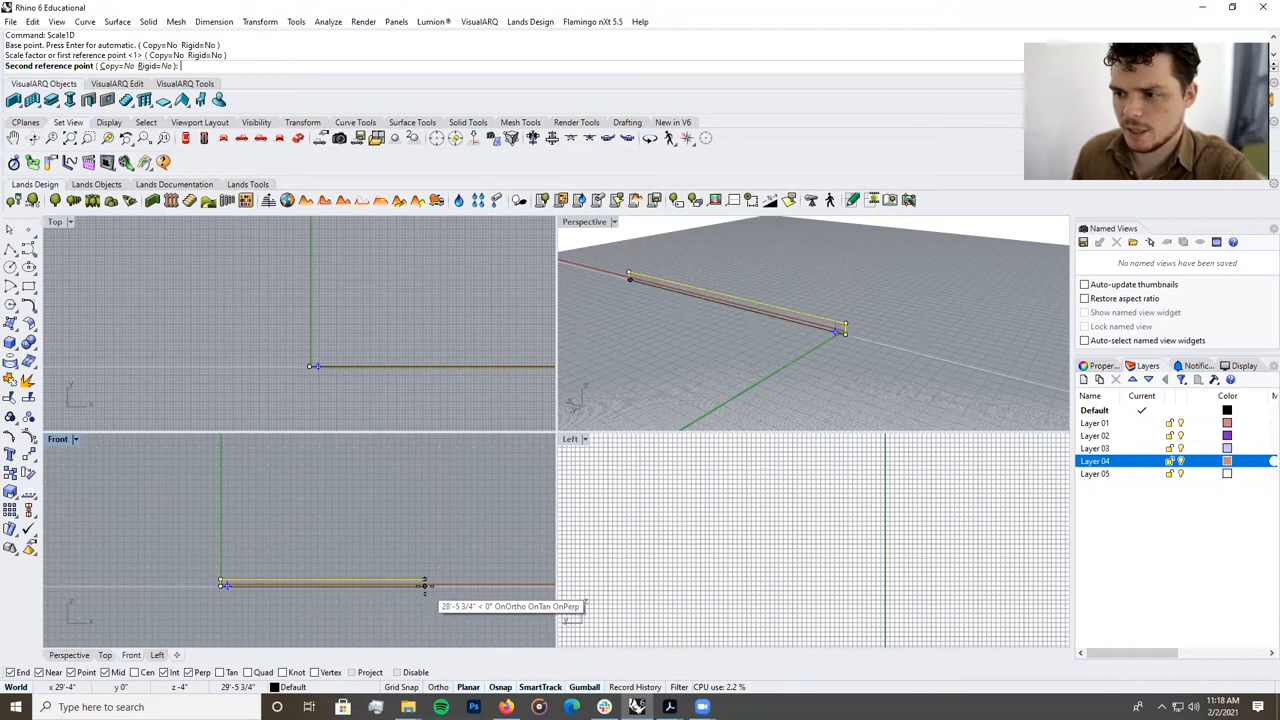 Rhino 6 Educational
File Edit View Curve Surface Solid Mesh Dimension Transform Tools Analyze Render Panels Lumion® VisualARQ Lands Design Flamingo nXt 5.5 Help
Command: Scale1D
Base point. Press Enter for automatic. ( Copy=No Rigid=No )
Scale factor or first reference point <1> ( Copy=No Rigid=No )
Second reference point ( Copy=No Rigid=No ):
VisualARQ Objects VisualARQ Edit VisualARQ Tools
CPlanes Set View Display Select Viewport Layout Visibility Transform Curve Tools Surface Tools Solid Tools Mesh Tools Render Tools Drafting New in V6
Lands Design Lands Objects Lands Documentation Lands Tools
Top
Perspective
Named Views
No named views have been saved
Auto-update thumbnails
Restore aspect ratio
Show named view widget
Lock named view
Auto-select named view widgets
Proper... Layers Notific... Display
Name Current Color
Default
Layer 01
Layer 02
Layer 03
Layer 04
Layer 05
y
x
z
Front
Left
28'-5 3/4" < 0° OnOrtho OnTan OnPerp
z
x
z
y
Perspective Top Front Left
End Near Point Mid Cen Int Perp Tan Quad Knot Vertex Project Disable
World x 29'-4" y 0" z -4" 29'-5 3/4" Default Grid Snap Ortho Planar Osnap SmartTrack Gumball Record History Filter CPU use: 2.2 %
Type here to search
11:18 AM
2/2/2021